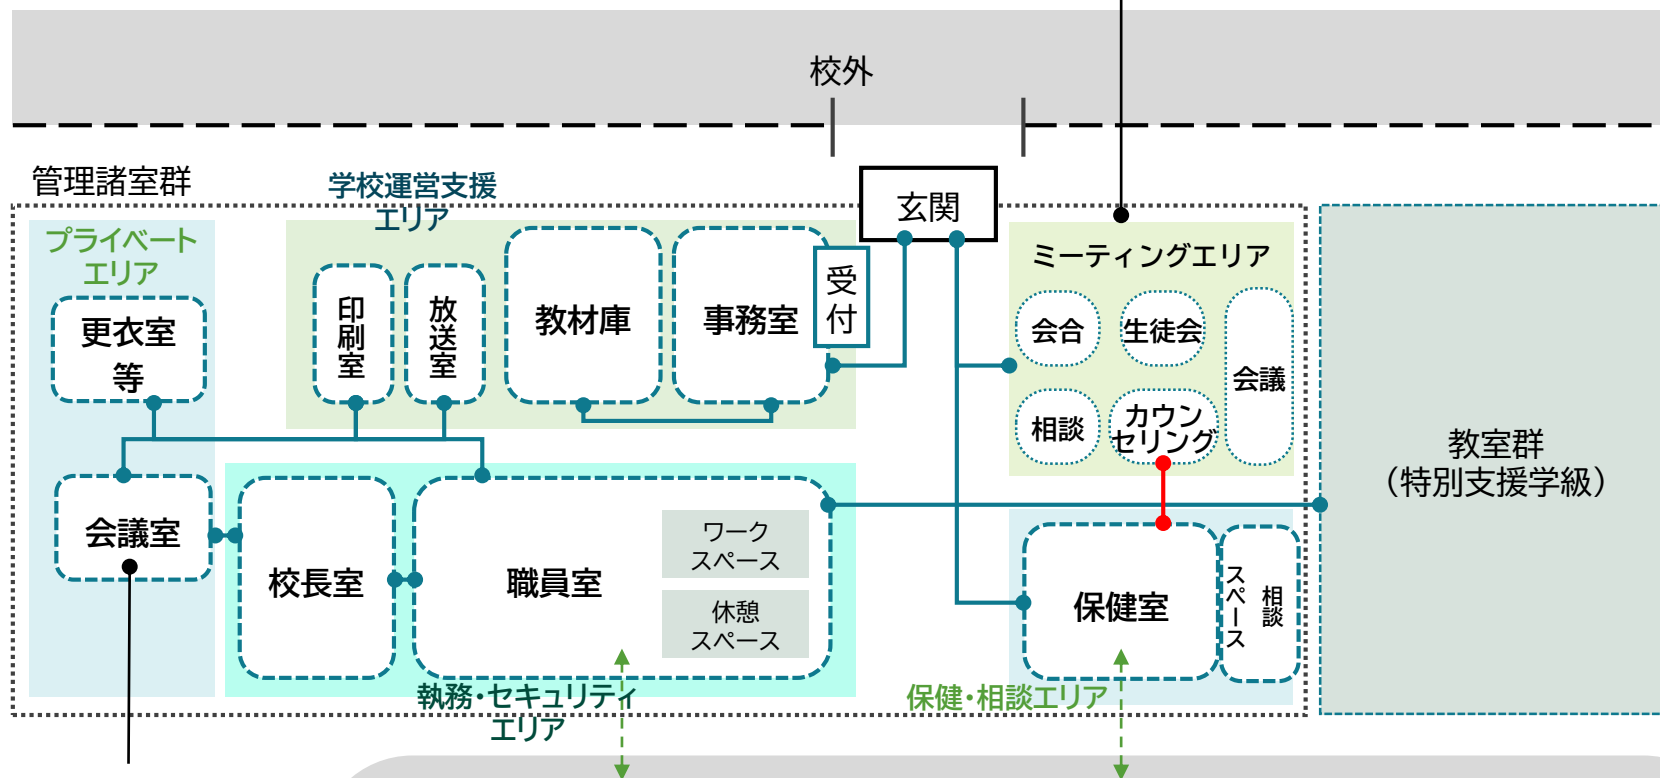 校外
管理諸室群
学校運営支援
エリア
玄関
プライベート
エリア
更衣室
等
印刷室
放送室
教材庫
事務室
受付
ミーティングエリア
会合
生徒会
会議
相談
カウン
セリング
教室群
（特別支援学級）
会議室
校長室
職員室
ワーク
スペース
休憩
スペース
保健室
相談
スペース
執務・セキュリティ
エリア
保健・相談エリア